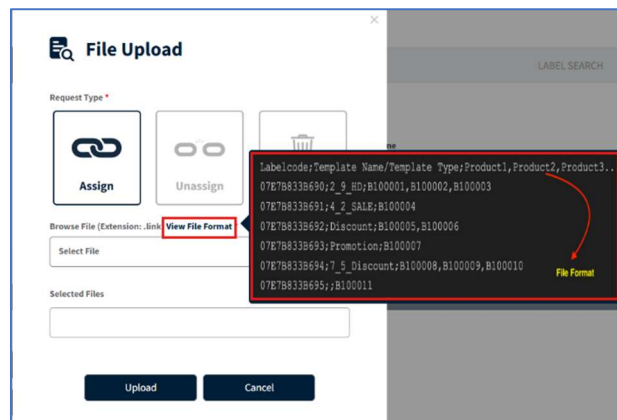 ×
File Upload
LABEL SEARCH
Request Type *
Assign
Unassign
Labelcode;Template Name/Template Type;Product1,Product2,Product3..
07E7B833B690;2_9_HD;B100001,B100002,B100003
07E7B833B691;4_2_SALE;B100004
07E7B833B692;Discount;B100005,B100006
07E7B833B693;Promotion;B100007
07E7B833B694;7_5_Discount;B100008,B100009,B100010
07E7B833B695;;B100011
File Format
Browse File (Extension: .link View File Format
Select File
Selected Files
Upload
Cancel